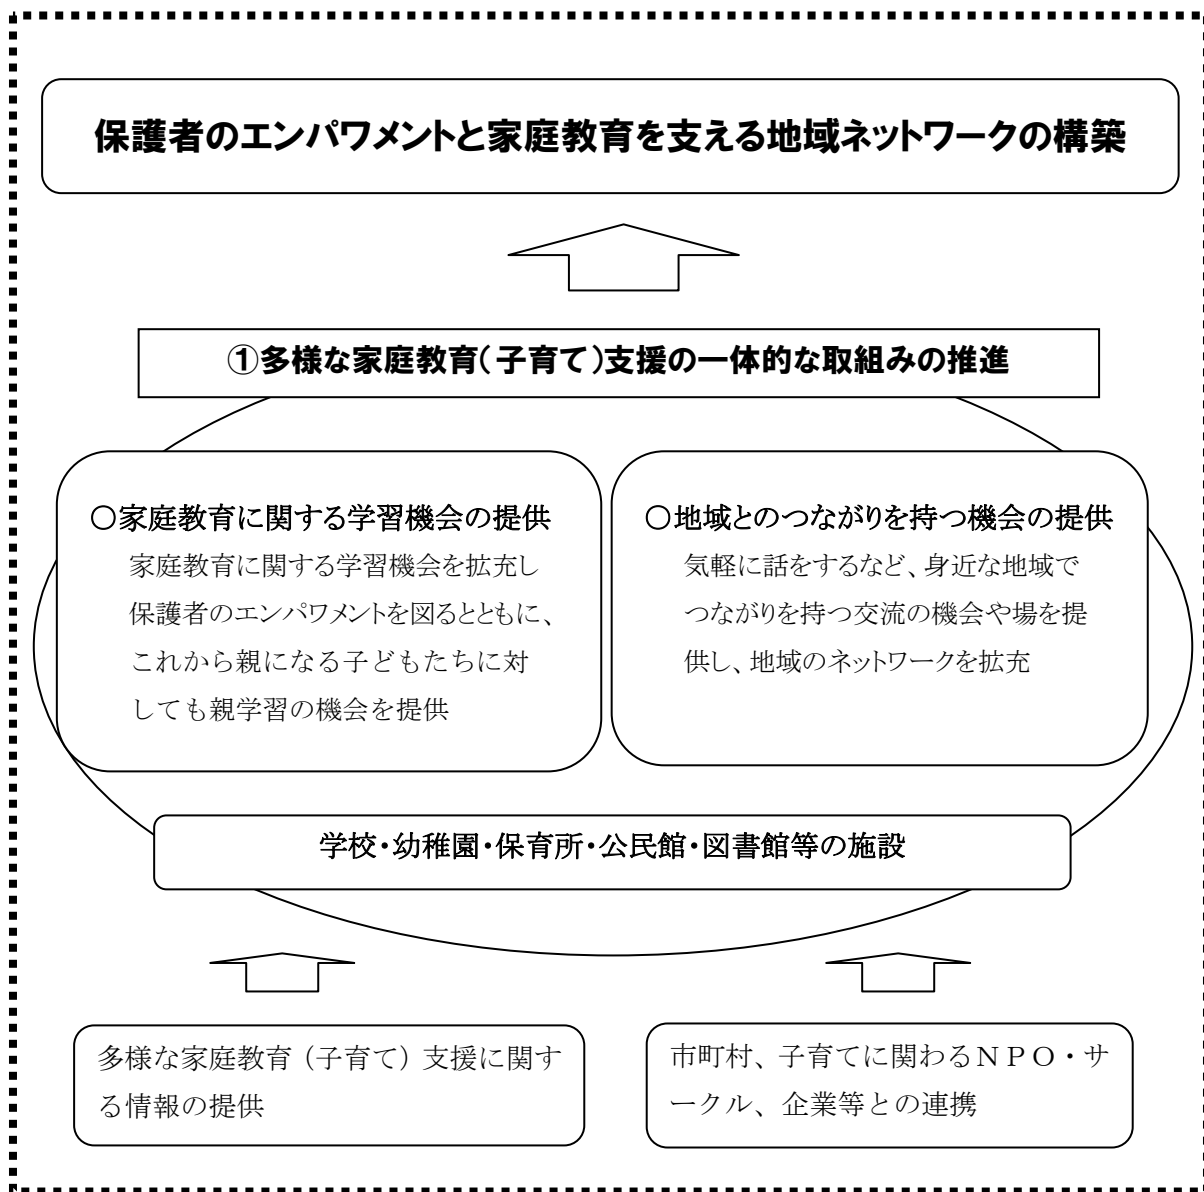 保護者のエンパワメントと家庭教育を支える地域ネットワークの構築
①多様な家庭教育(子育て)支援の一体的な取組みの推進
○家庭教育に関する学習機会の提供
家庭教育に関する学習機会を拡充し
保護者のエンパワメントを図るとともに、
これから親になる子どもたちに対
しても親学習の機会を提供
○地域とのつながりを持つ機会の提供
気軽に話をするなど、身近な地域で
つながりを持つ交流の機会や場を提
供し、地域のネットワークを拡充
学校・幼稚園・保育所・公民館・図書館等の施設
多様な家庭教育(子育て)支援に関す
る情報の提供
市町村、子育てに関わるNPO・サ
ークル、企業等との連携